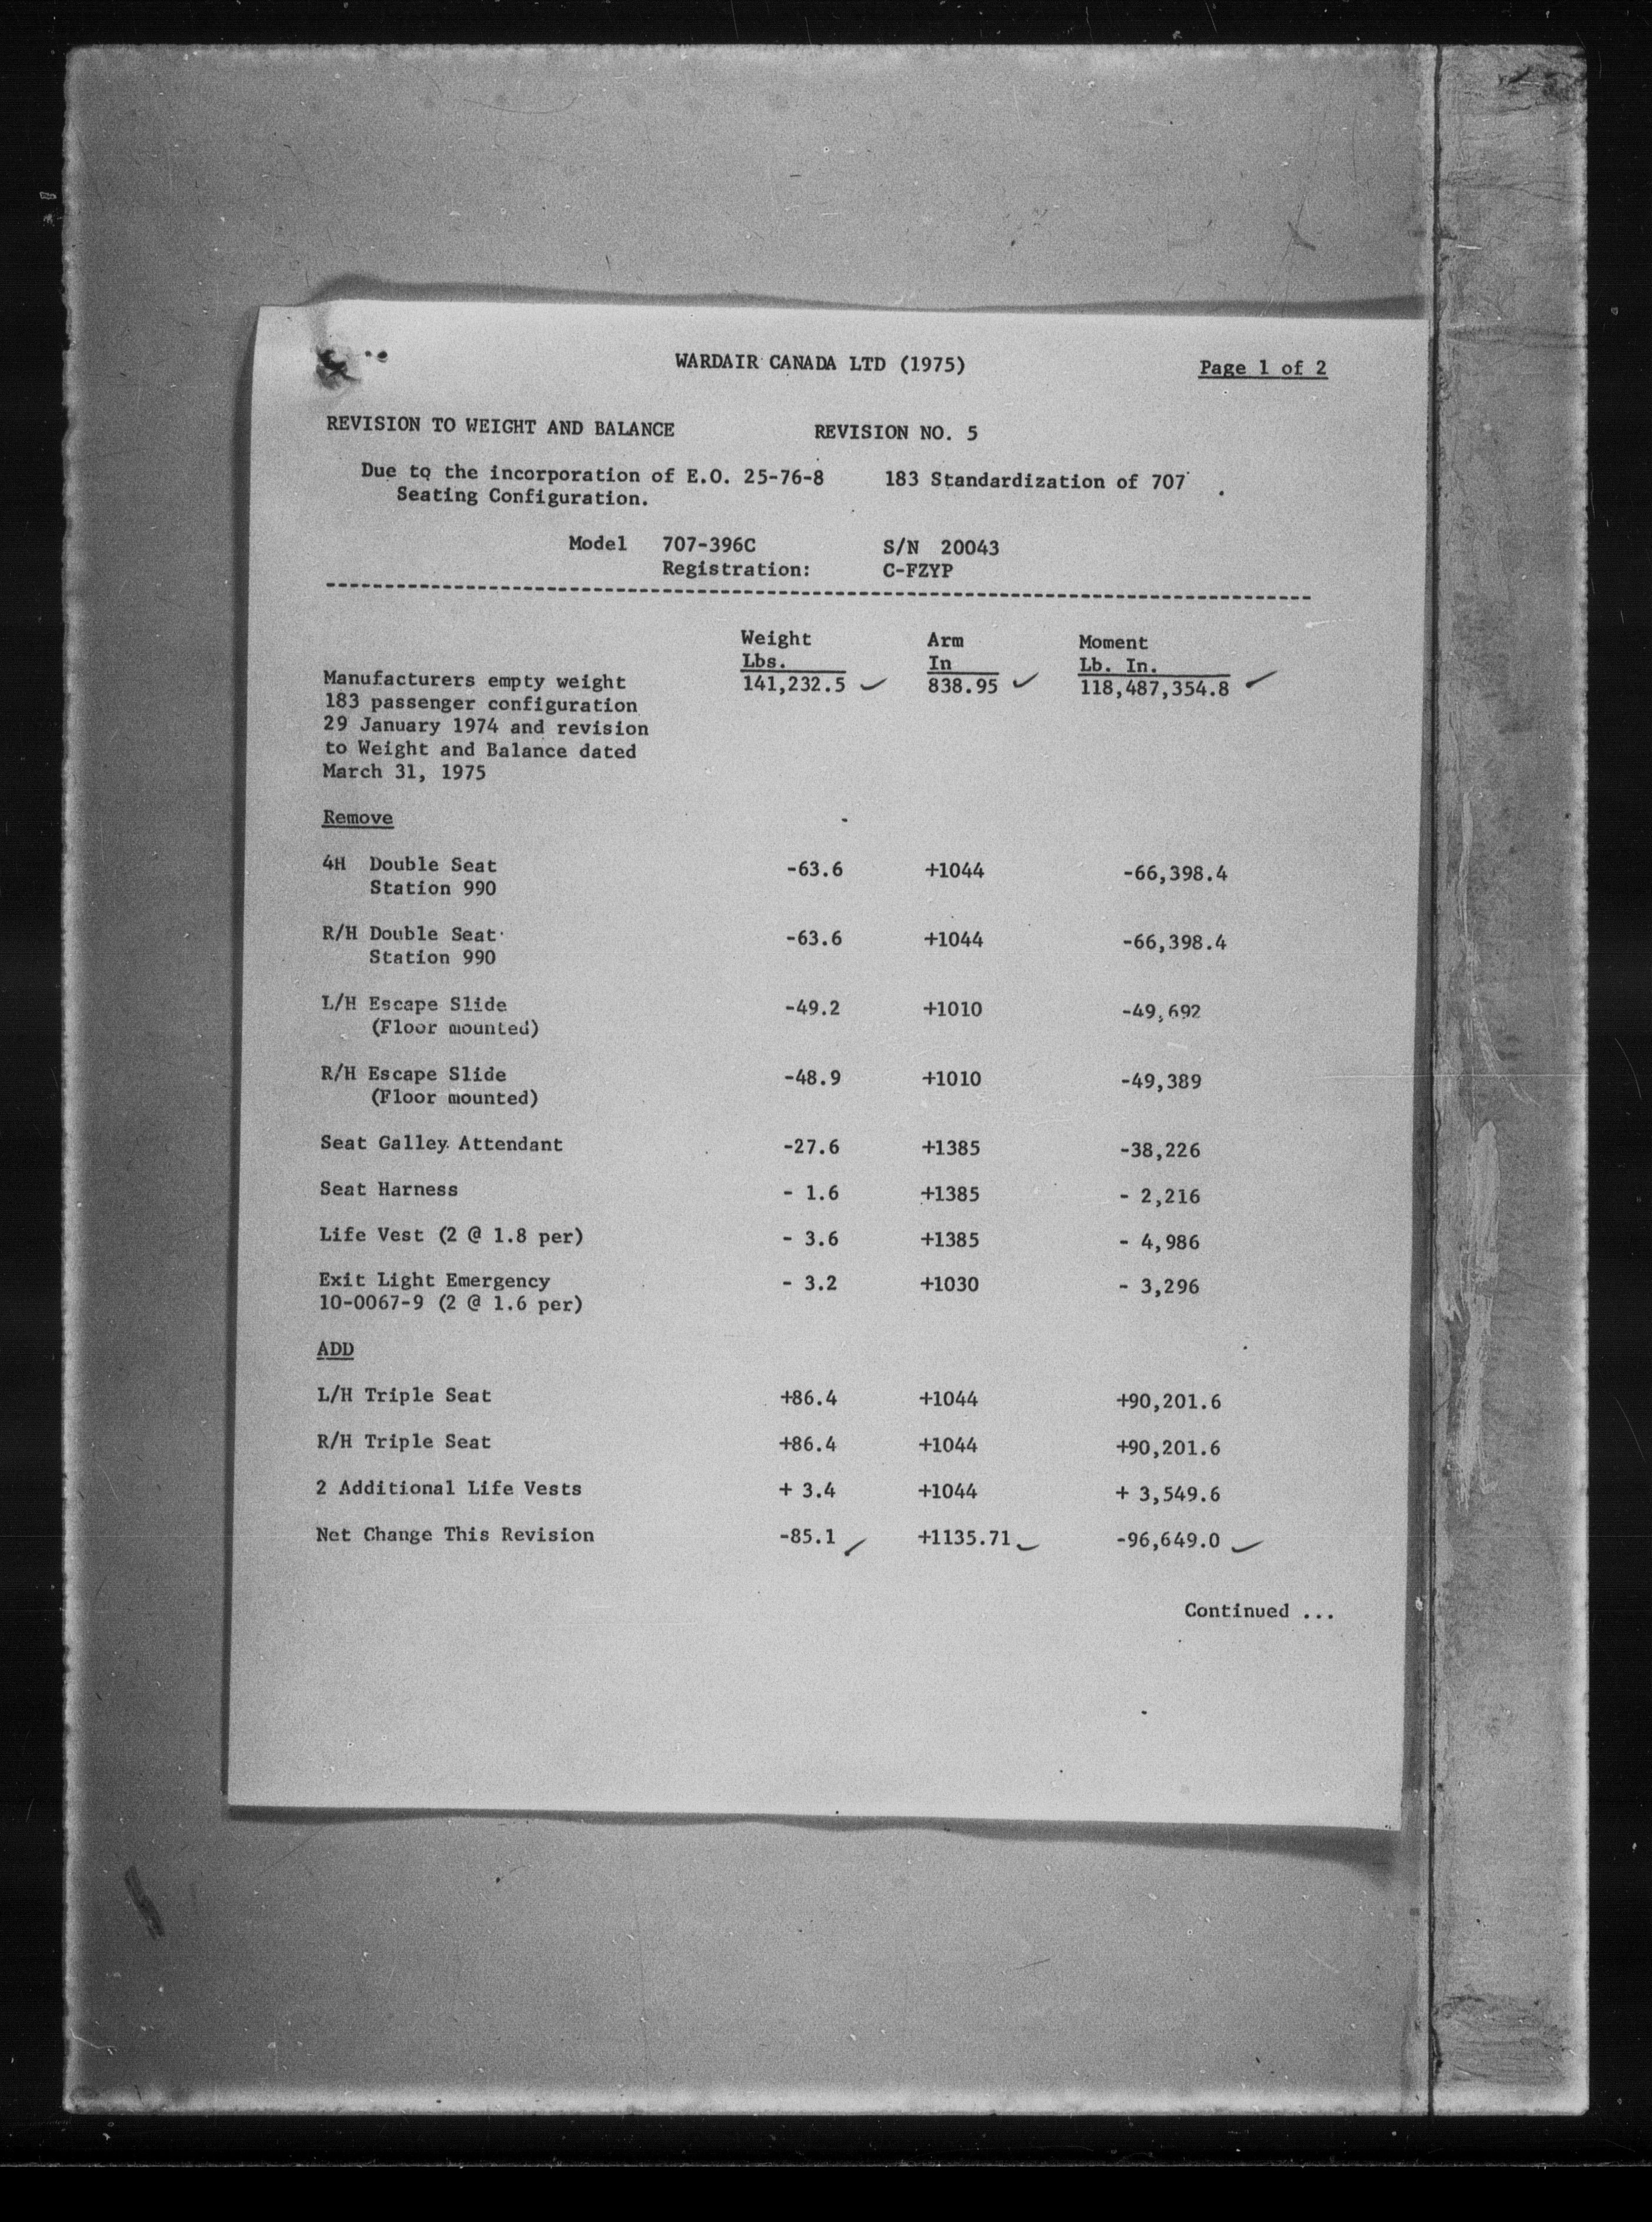 WARDAIR CANADA LTD (1975) Page 1 of 2
REVISION TO WEIGHT AND BALANCE REVISION NO. 5
Due to the incorporation of E.O. 25-76-8 183 Standardization of 707
Seating Configuration.
Model 707-396C S/N 20043
Registration: C-FZYP
Weight Arm Moment
Lbs. In Lb. In.
Manufacturers empty weight 141,232.5 838.95 118,487,354.8
183 passenger configuration
29 January 1974 and revision
to Weight and Balance dated
March 31, 1975
Remove
4H Double Seat -63.6 +1044 -66,398.4
Station 990
R/H Double Seat -63.6 +1044 -66,398.4
Station 990
L/H Escape Slide -49.2 +1010 -49,692
(Floor mounted)
R/H Escape Slide -48.9 +1010 -49,389
(Floor mounted)
Seat Galley Attendant -27.6 +1385 -38,226
Seat Harness - 1.6 +1385 - 2,216
Life Vest (2 @ 1.8 per) - 3.6 +1385 - 4,986
Exit Light Emergency - 3.2 +1030 - 3,296
10-0067-9 (2 @ 1.6 per)
ADD
L/H Triple Seat +86.4 +1044 +90,201.6
R/H Triple Seat +86.4 +1044 +90,201.6
2 Additional Life Vests + 3.4 +1044 + 3,549.6
Net Change This Revision -85.1 +1135.71 -96,649.0
Continued ...